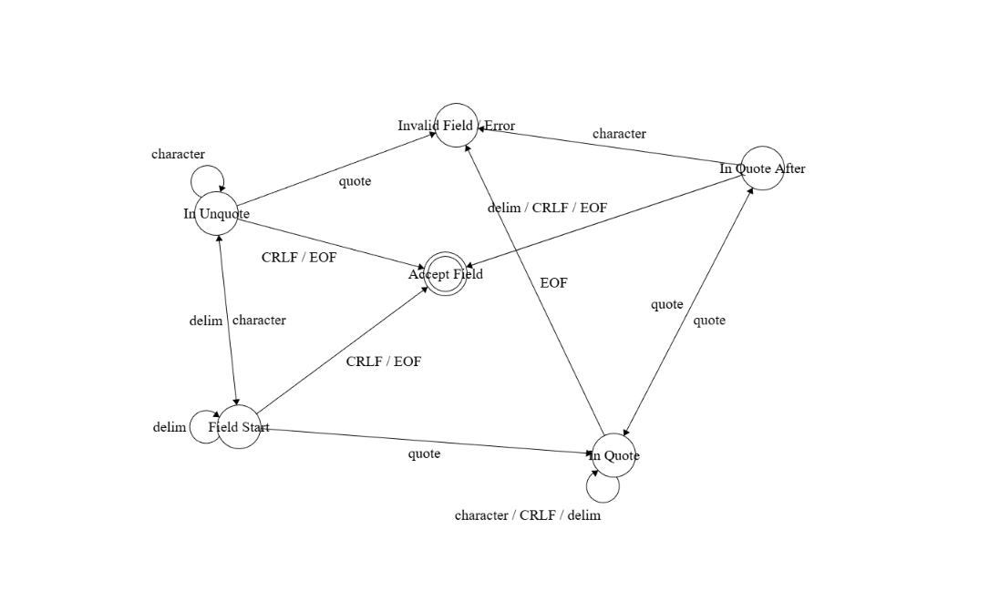 Invalid Field / Error
character
character
In Quote After
quote
In Unquote
delim / CRLF / EOF
CRLF / EOF
Accept Field
EOF
quote
delim
character
quote
CRLF / EOF
delim
Field Start
quote
In Quote
character / CRLF / delim